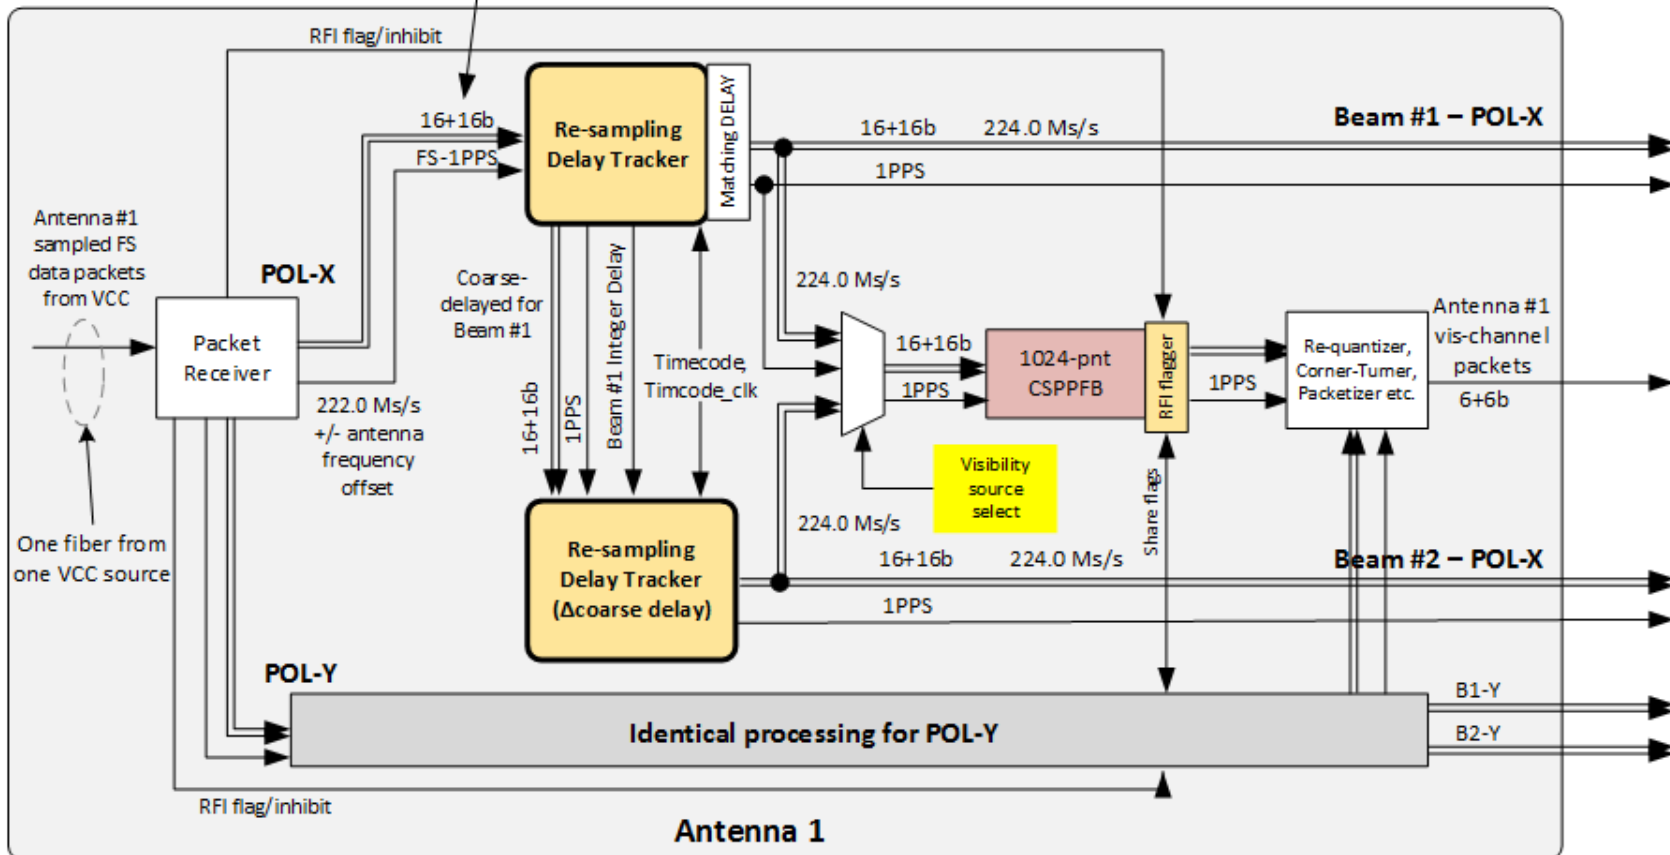 RFI flag/inhibit
16+16b
FS-1PPS
Re-sampling
Delay Tracker
Matching DELAY
16+16b
224.0 Ms/s
Beam #1 – POL-X
1PPS
Antenna #1
sampled FS
data packets
from VCC
POL-X
Packet
Receiver
222.0 Ms/s
+/- antenna
frequency
offset
One fiber from
one VCC source
Coarse-
delayed for
Beam #1
16+16b
1PPS
Beam #1 Integer Delay
Timecode,
Timcode_clk
224.0 Ms/s
16+16b
1PPS
1024-pnt
CSPPFB
RFI flagger
1PPS
Re-quantizer,
Corner-Turner,
Packetizer etc.
Antenna #1
vis-channel
packets
6+6b
Visibility
source
select
Share flags
224.0 Ms/s
Re-sampling
Delay Tracker
(Δcoarse delay)
16+16b
224.0 Ms/s
Beam #2 – POL-X
1PPS
POL-Y
Identical processing for POL-Y
B1-Y
B2-Y
RFI flag/inhibit
Antenna 1